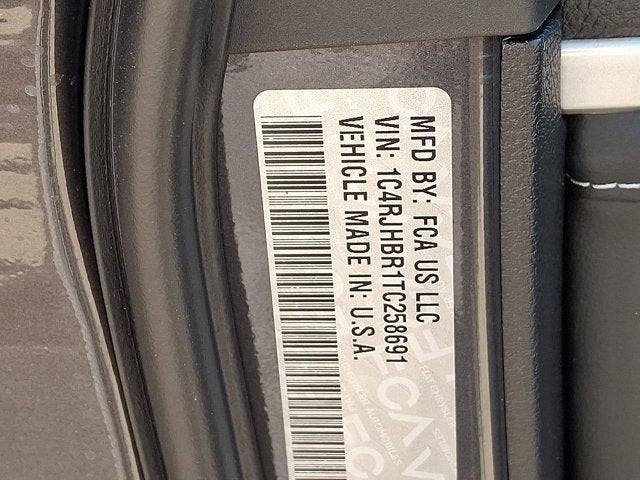 MFD BY: FCA US LLC
VIN: 1C4RJHBR1TC258691
VEHICLE MADE IN: U.S.A.